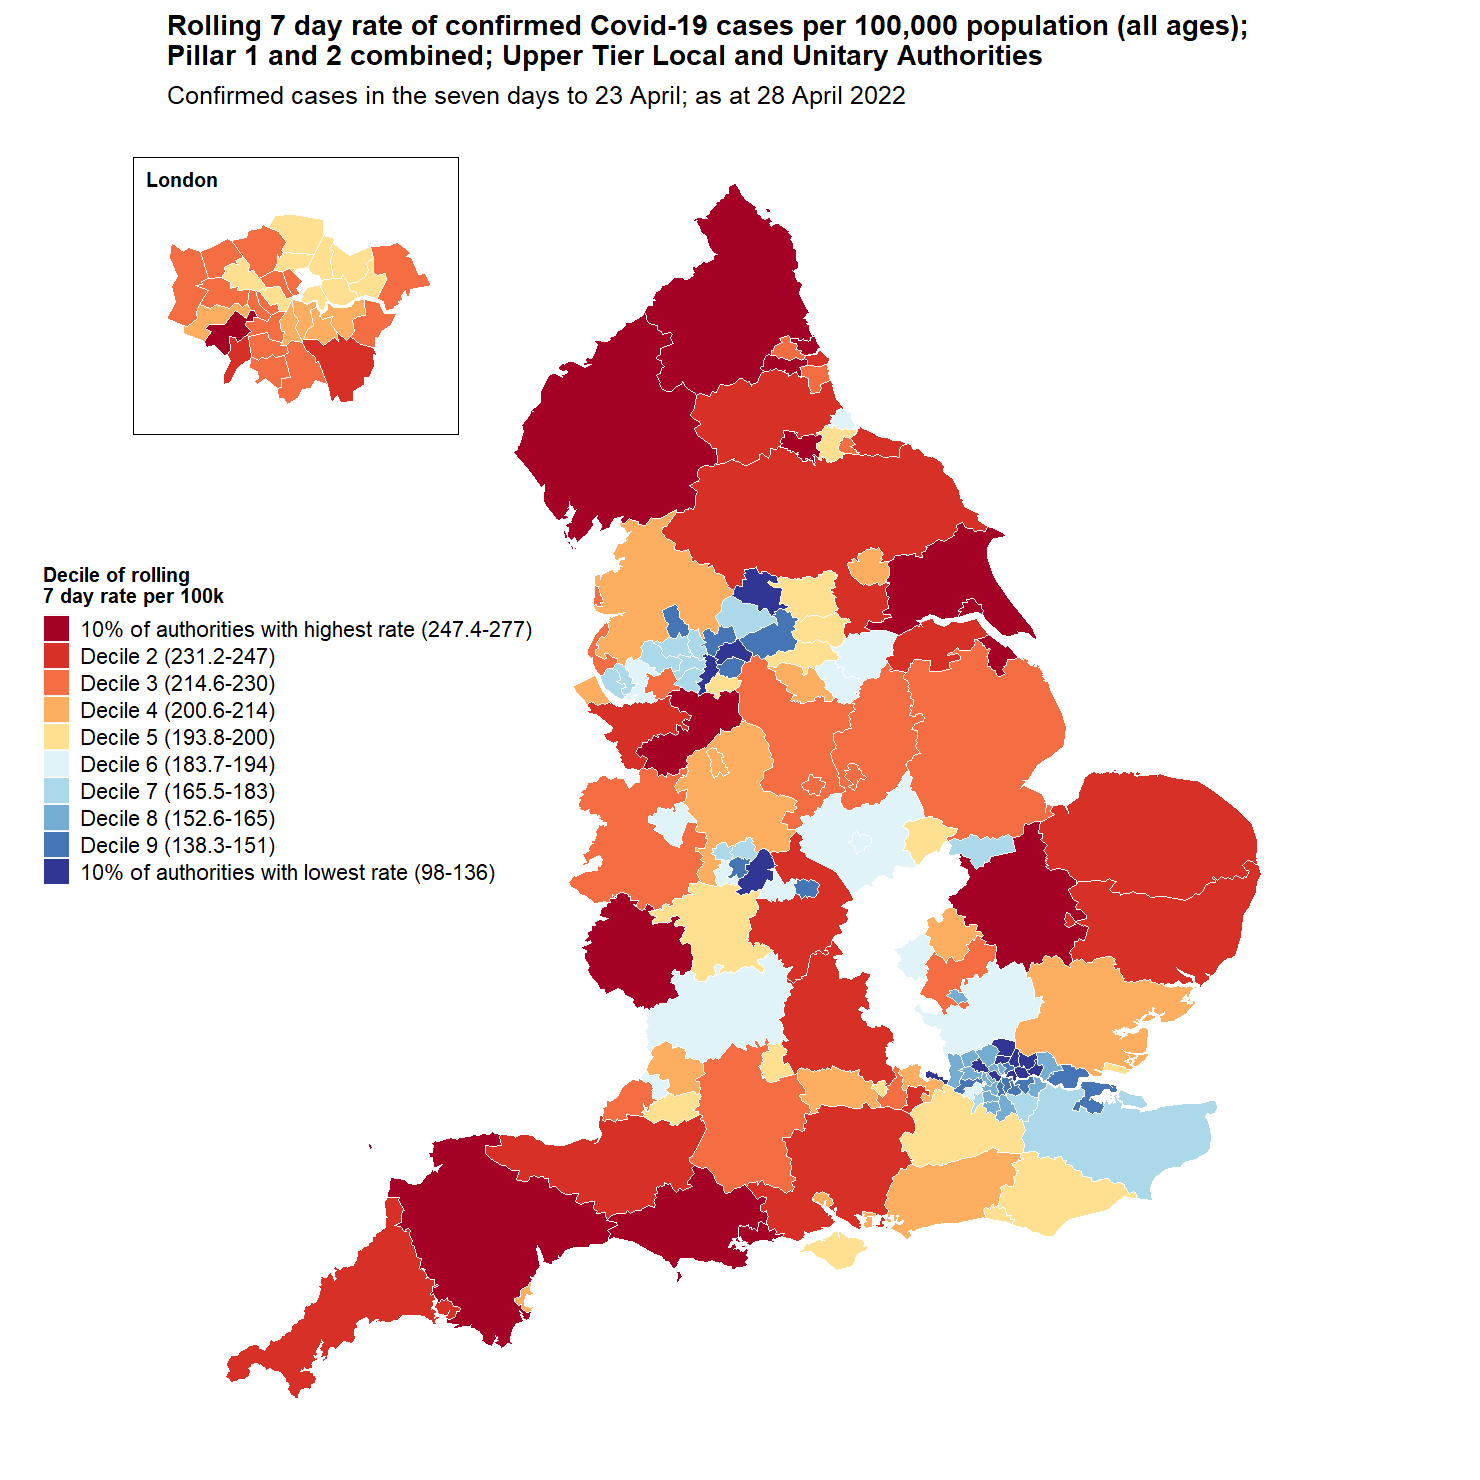 Rolling 7 day rate of confirmed Covid-19 cases per 100,000 population (all ages);
Pillar 1 and 2 combined; Upper Tier Local and Unitary Authorities
Confirmed cases in the seven days to 23 April; as at 28 April 2022
London
Decile of rolling
7 day rate per 100k
10% of authorities with highest rate (247.4-277)
Decile 2 (231.2-247)
Decile 3 (214.6-230)
Decile 4 (200.6-214)
Decile 5 (193.8-200)
Decile 6 (183.7-194)
Decile 7 (165.5-183)
Decile 8 (152.6-165)
Decile 9 (138.3-151)
10% of authorities with lowest rate (98-136)